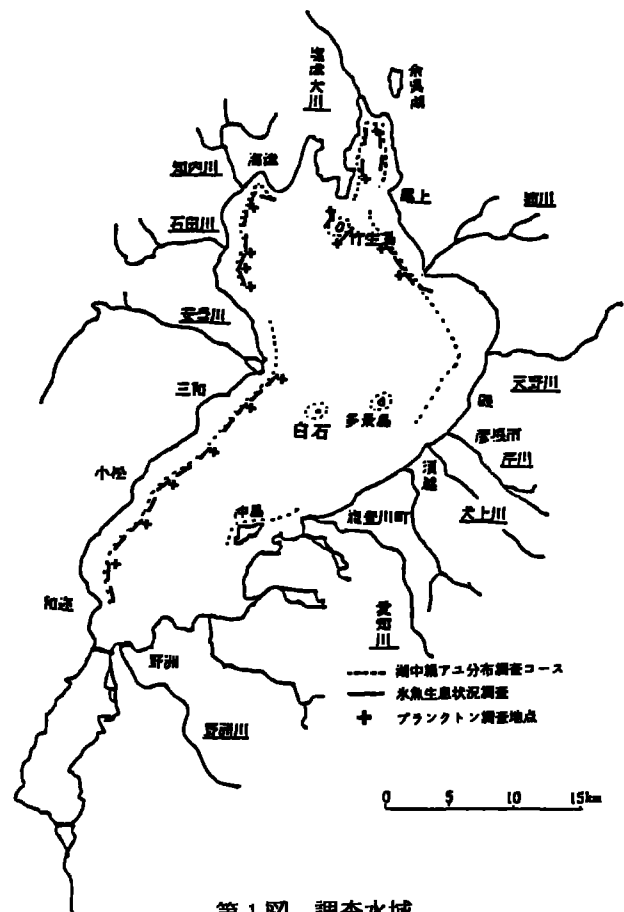 塩津大川
余呉湖
海津
知内川
尾上
姉川
石田川
竹生島
安曇川
天野川
三和
磯
多景島
白石
彦根市
芹川
須越
小松
沖島
能登川町
犬上川
和迩
愛知川
野洲
湖中親アユ分布調査コース
氷魚生息状況調査
プランクトン調査地点
野洲川
0 5 10 15km
第1図 調査水域